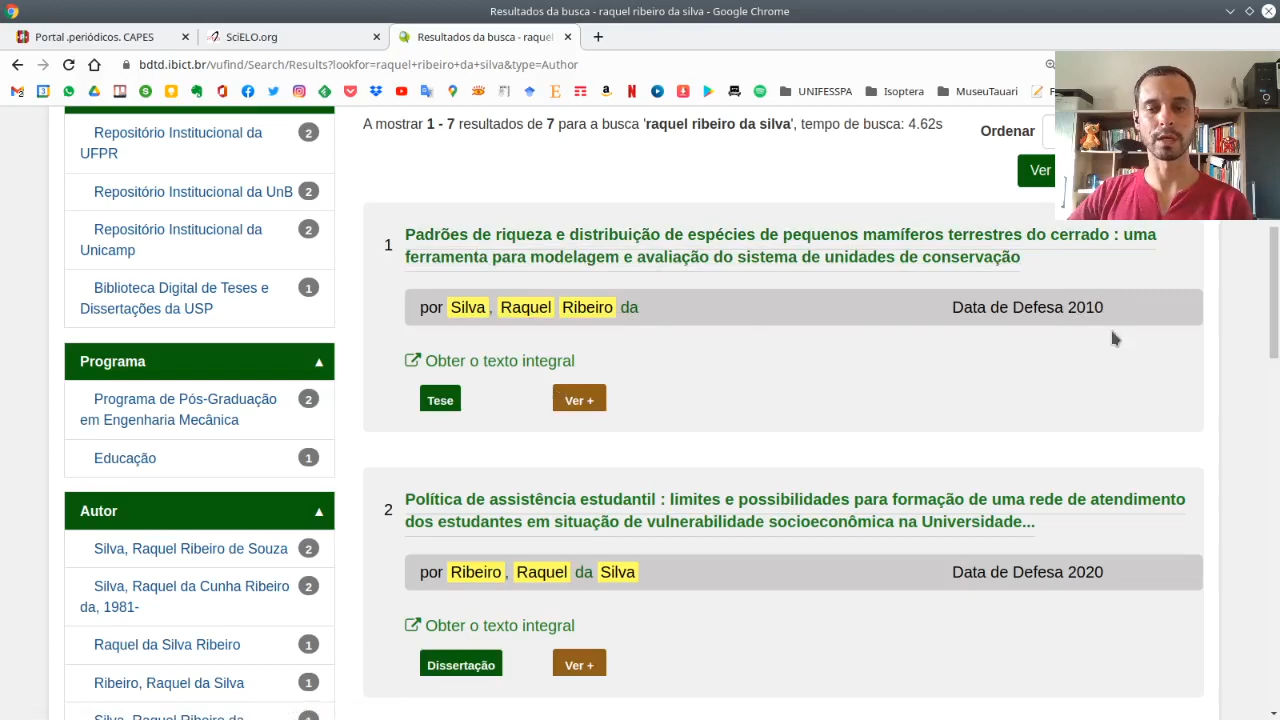 Resultados da busca - raquel ribeiro da silva - Google Chrome
Portal .periódicos. CAPES
SciELO.org
Resultados da busca - raquel
bdtd.ibict.br/vufind/Search/Results?lookfor=raquel+ribeiro+da+silva&type=Author
UNIFESSPA
Isoptera
MuseuTauari
Repositório Institucional da
UFPR
2
Repositório Institucional da UnB
2
Repositório Institucional da
Unicamp
2
Biblioteca Digital de Teses e
Dissertações da USP
1
Programa
Programa de Pós-Graduação
em Engenharia Mecânica
2
Educação
1
Autor
Silva, Raquel Ribeiro de Souza
2
Silva, Raquel da Cunha Ribeiro
da, 1981-
2
Raquel da Silva Ribeiro
1
Ribeiro, Raquel da Silva
1
Silva, Raquel Ribeiro da
A mostrar 1 - 7 resultados de 7 para a busca 'raquel ribeiro da silva', tempo de busca: 4.62s
Ordenar
Ver
1
Padrões de riqueza e distribuição de espécies de pequenos mamíferos terrestres do cerrado : uma
ferramenta para modelagem e avaliação do sistema de unidades de conservação
por Silva, Raquel Ribeiro da
Data de Defesa 2010
Obter o texto integral
Tese
Ver +
2
Política de assistência estudantil : limites e possibilidades para formação de uma rede de atendimento
dos estudantes em situação de vulnerabilidade socioeconômica na Universidade...
por Ribeiro, Raquel da Silva
Data de Defesa 2020
Obter o texto integral
Dissertação
Ver +